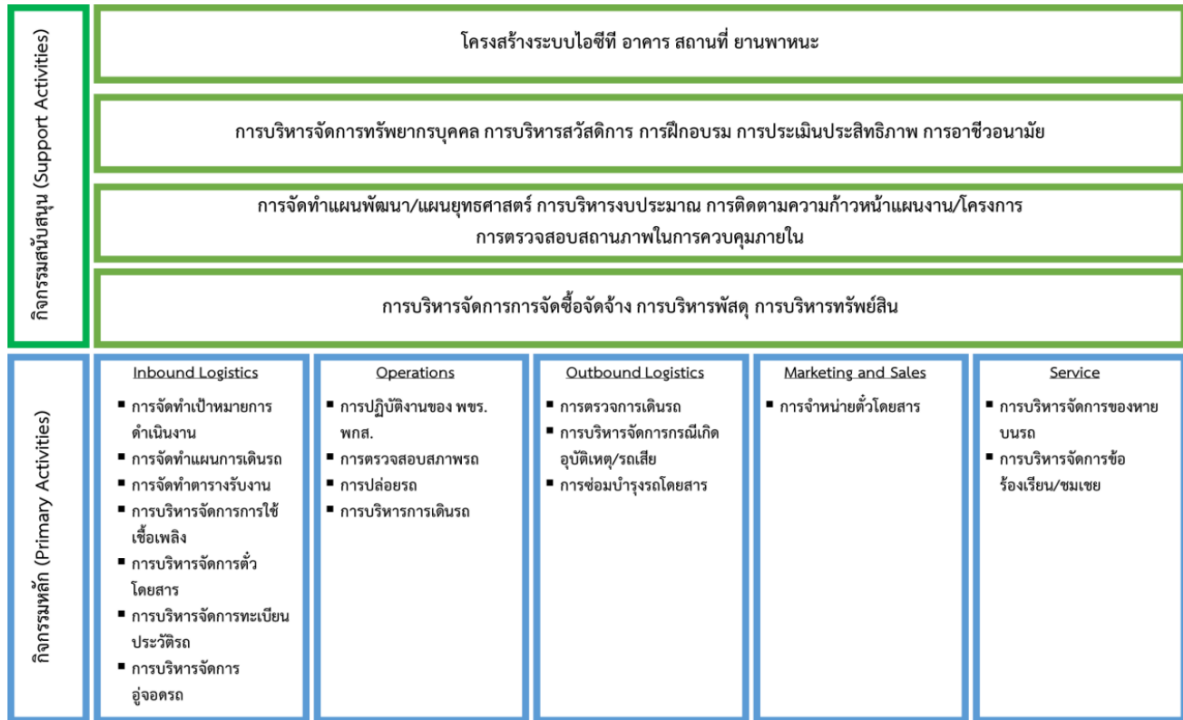 กิจกรรมสนับสนุน (Support Activities)
โครงสร้างระบบไอซีที อาคาร สถานที่ ยานพาหนะ
การบริหารจัดการทรัพยากรบุคคล การบริหารสวัสดิการ การฝึกอบรม การประเมินประสิทธิภาพ การอาชีวอนามัย
การจัดทำแผนพัฒนา/แผนยุทธศาสตร์ การบริหารงบประมาณ การติดตามความก้าวหน้าแผนงาน/โครงการ
การตรวจสอบสถานภาพในการควบคุมภายใน
การบริหารจัดการการจัดซื้อจัดจ้าง การบริหารพัสดุ การบริหารทรัพย์สิน
กิจกรรมหลัก (Primary Activities)
Inbound Logistics
▪ การจัดทำเป้าหมายการ
ดำเนินงาน
▪ การจัดทำแผนการเดินรถ
▪ การจัดทำตารางรับงาน
▪ การบริหารจัดการการใช้
เชื้อเพลิง
▪ การบริหารจัดการตั๋ว
โดยสาร
▪ การบริหารจัดการทะเบียน
ประวัติรถ
▪ การบริหารจัดการ
อู่จอดรถ
Operations
▪ การปฏิบัติงานของ พขร.
พกส.
▪ การตรวจสอบสภาพรถ
▪ การปล่อยรถ
▪ การบริหารการเดินรถ
Outbound Logistics
▪ การตรวจการเดินรถ
▪ การบริหารจัดการกรณีเกิด
อุบัติเหตุ/รถเสีย
▪ การซ่อมบำรุงรถโดยสาร
Marketing and Sales
▪ การจำหน่ายตั๋วโดยสาร
Service
▪ การบริหารจัดการของหาย
บนรถ
▪ การบริหารจัดการข้อ
ร้องเรียน/ชมเชย